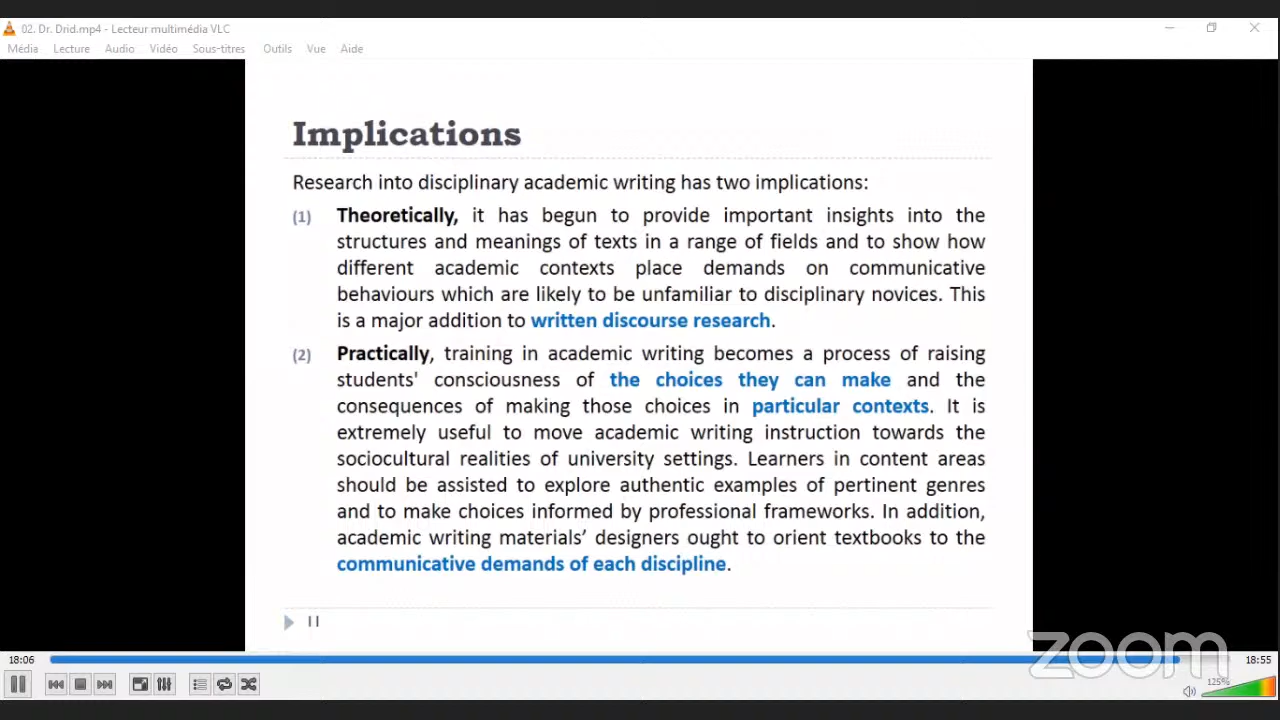 02. Dr. Drid.mp4 - Lecteur multimédia VLC
Média Lecture Audio Vidéo Sous-titres Outils Vue Aide
Implications
Research into disciplinary academic writing has two implications:
(1) Theoretically, it has begun to provide important insights into the
structures and meanings of texts in a range of fields and to show how
different academic contexts place demands on communicative
behaviours which are likely to be unfamiliar to disciplinary novices. This
is a major addition to written discourse research.
(2) Practically, training in academic writing becomes a process of raising
students' consciousness of the choices they can make and the
consequences of making those choices in particular contexts. It is
extremely useful to move academic writing instruction towards the
sociocultural realities of university settings. Learners in content areas
should be assisted to explore authentic examples of pertinent genres
and to make choices informed by professional frameworks. In addition,
academic writing materials’ designers ought to orient textbooks to the
communicative demands of each discipline.
11
zoom
18:06 18:55
125%